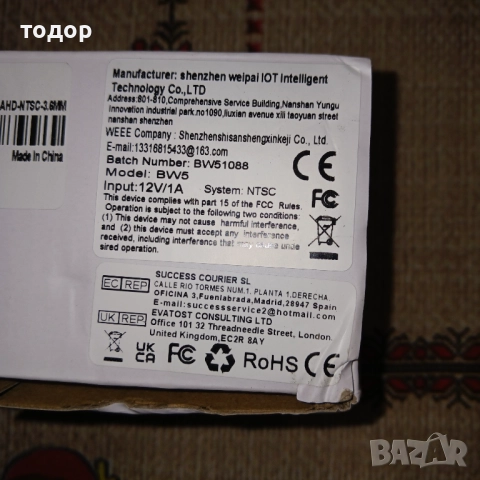 тодор
AHD-NTSC-3.6MM
Made in China
Manufacturer: shenzhen weipai IOT Intelligent
Technology Co.,LTD
Address:801-810,Comprehensive Service Building,Nanshan Yungu
Innovation industrial park.no1090,liuxian avenue xili taoyuan street
nanshan shenzhen
WEEE Company : Shenzhenshisanshengxinkeji Co., Ltd
E-mail:13316815433@163.com
Batch Number: BW51088
Model: BW5
Input:12V/1A System: NTSC
This device complies with part 15 of the FCC Rules.
Operation is subject to the following two conditions:
(1) This device may not cause harmful interference,
and (2) this device must accept any interference
received, including interference that may cause unde
sired operation.
CE
FC
EC REP
SUCCESS COURIER SL
CALLE RIO TORMES NUM.1, PLANTA 1,DERECHA
OFICINA 3,Fuenlabrada,Madrid,28947 Spain
E-mail:successservice2@hotmail.com
UK REP
EVATOST CONSULTING LTD
Office 101 32 Threadneedle Street, London
United Kingdom,EC2R 8AY
UK CA FC RoHS CE
BAZAR
bg